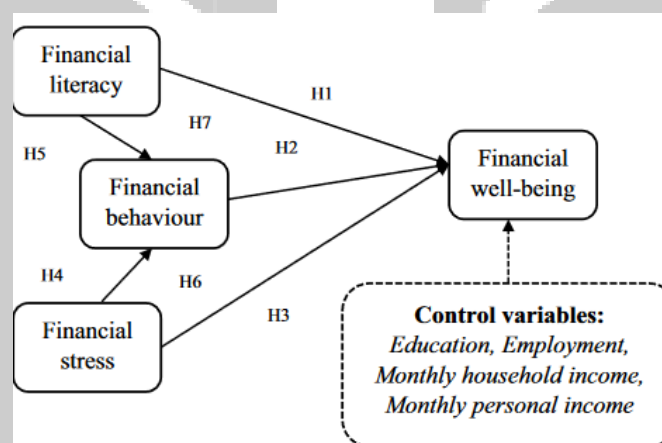 Financial
literacy
H1
H7
H5
H2
Financial
behaviour
Financial
well-being
H4
H6
H3
Financial
stress
Control variables:
Education, Employment,
Monthly household income,
Monthly personal income